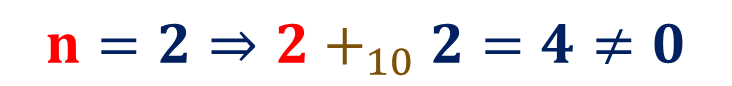 n = 2 ⇒ 2 +₁₀ 2 = 4 ≠ 0